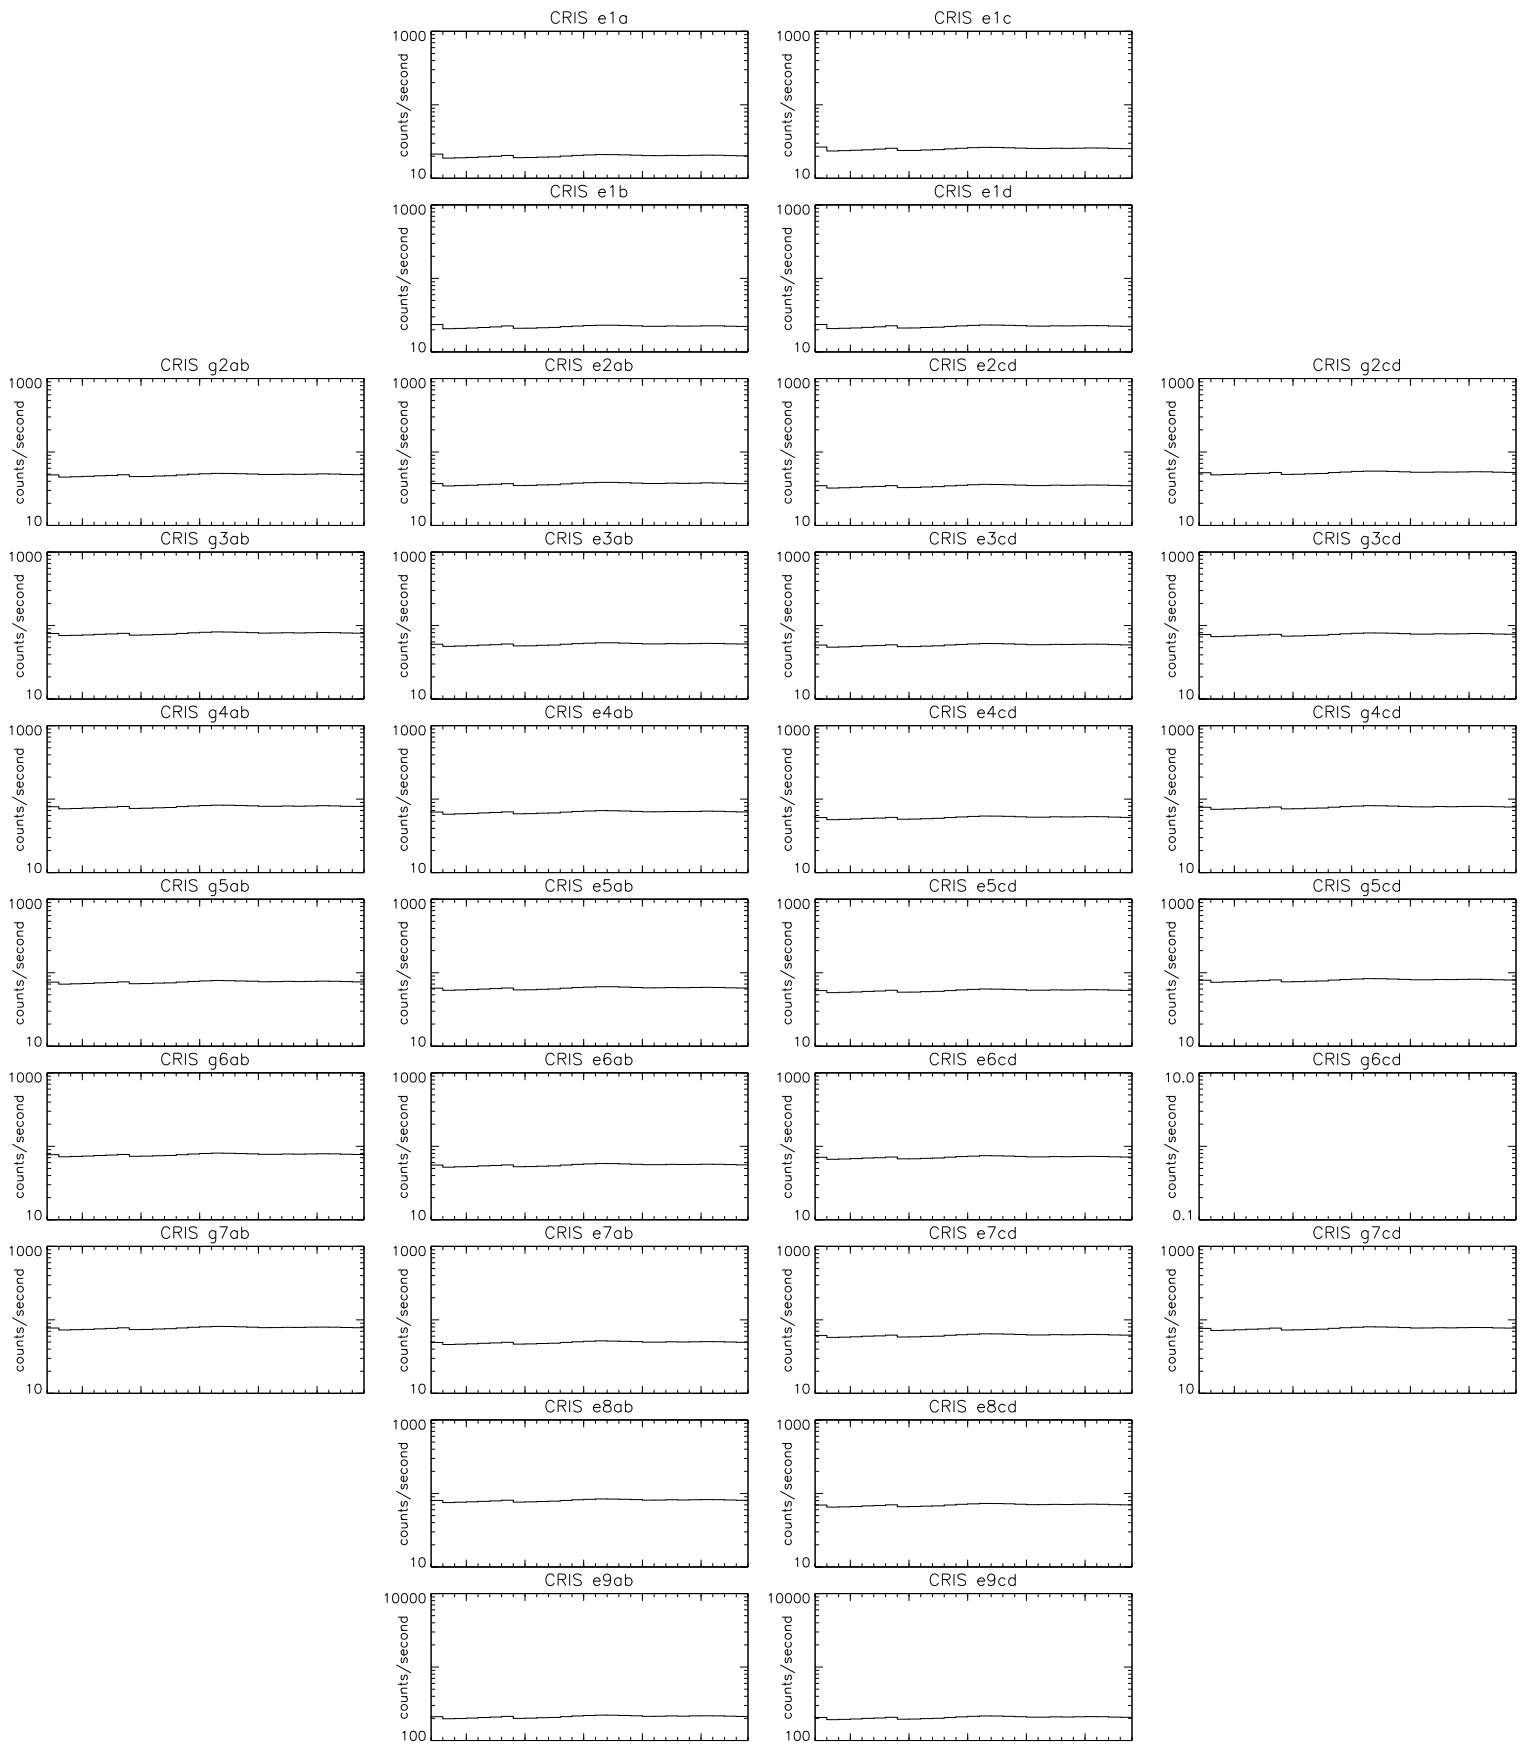 CRIS e1a CRIS e1c
1000 1000
counts/second counts/second
10 10
CRIS e1b CRIS e1d
1000 1000
counts/second counts/second
10 10
CRIS g2ab CRIS e2ab CRIS e2cd CRIS g2cd
1000 1000 1000 1000
counts/second counts/second counts/second counts/second
10 10 10 10
CRIS g3ab CRIS e3ab CRIS e3cd CRIS g3cd
1000 1000 1000 1000
counts/second counts/second counts/second counts/second
10 10 10 10
CRIS g4ab CRIS e4ab CRIS e4cd CRIS g4cd
1000 1000 1000 1000
counts/second counts/second counts/second counts/second
10 10 10 10
CRIS g5ab CRIS e5ab CRIS e5cd CRIS g5cd
1000 1000 1000 1000
counts/second counts/second counts/second counts/second
10 10 10 10
CRIS g6ab CRIS e6ab CRIS e6cd CRIS g6cd
1000 1000 1000 10.0
counts/second counts/second counts/second counts/second
10 10 10 0.1
CRIS g7ab CRIS e7ab CRIS e7cd CRIS g7cd
1000 1000 1000 1000
counts/second counts/second counts/second counts/second
10 10 10 10
CRIS e8ab CRIS e8cd
1000 1000
counts/second counts/second
10 10
CRIS e9ab CRIS e9cd
10000 10000
counts/second counts/second
100 100